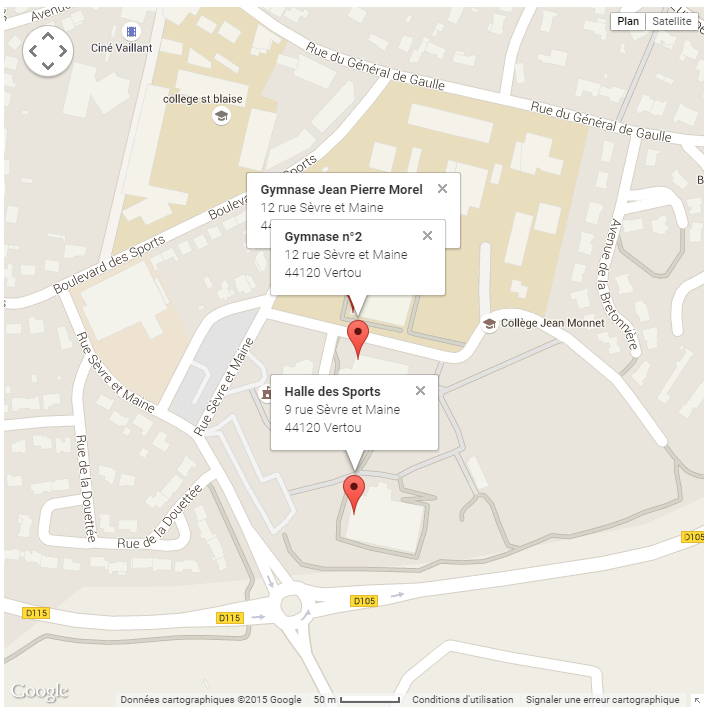 Avenue
Ciné Vaillant
Plan
Satellite
Rue du Général de Gaulle
college st blaise
Rue du Général de Gaulle
Boulevard des Sports
Gymnase Jean Pierre Morel
12 rue Sèvre et Maine
44
Gymnase n°2
12 rue Sèvre et Maine
44120 Vertou
Boulevard des Sports
Avenue de la Bretonnière
B
Collège Jean Monnet
Rue Sèvre et Maine
Rue Sèvre et Maine
Halle des Sports
9 rue Sèvre et Maine
44120 Vertou
Rue de la Douettée
Rue de la Douettée
D105
D105
D115
D115
Google
Données cartographiques ©2015 Google
50 m
Conditions d'utilisation
Signaler une erreur cartographique